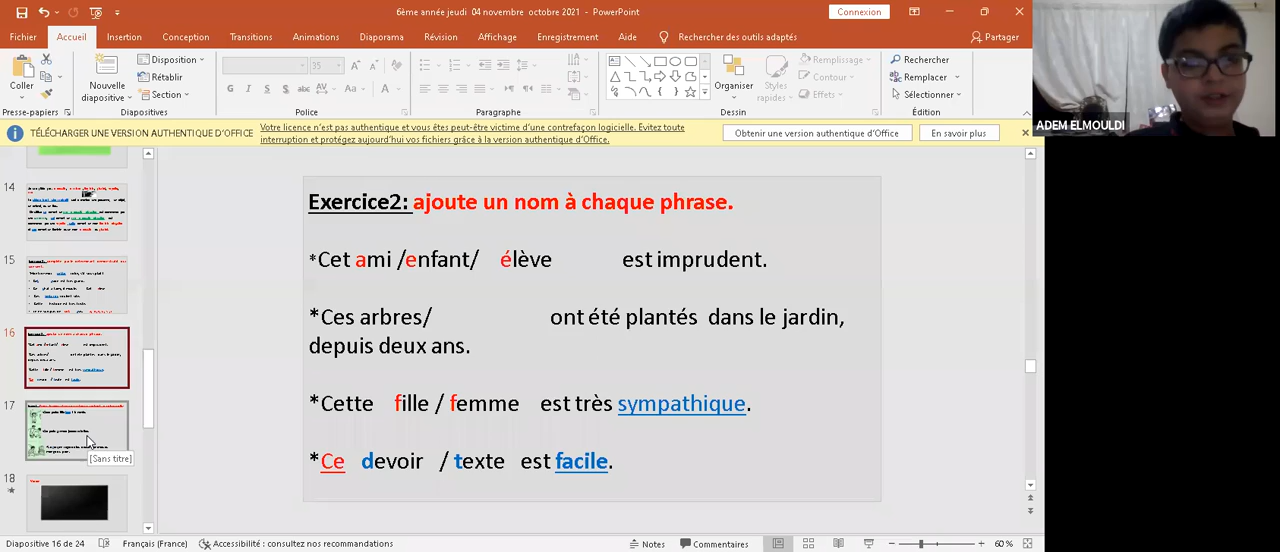 6ème année jeudi 04 novembre octobre 2021 - PowerPoint
Connexion
Fichier Accueil Insertion Conception Transitions Animations Diaporama Révision Affichage Enregistrement Aide Rechercher des outils adaptés Partager
Coller
Nouvelle diapositive
Disposition
Rétablir
Section
35
G I S S abc AV Aa A
Organiser
Styles rapides
Remplissage
Contour
Effets
Rechercher
Remplacer
Sélectionner
Presse-papiers Diapositives Police Paragraphe Dessin Édition
ADEM ELMOULDI
TÉLÉCHARGER UNE VERSION AUTHENTIQUE D'OFFICE
Votre licence n'est pas authentique et vous êtes peut-être victime d'une contrefaçon logicielle. Evitez toute
interruption et protégez aujourd'hui vos fichiers grâce à la version authentique d'Office.
Obtenir une version authentique d'Office
En savoir plus
14
15
16
17
[Sans titre]
18
Exercice2: ajoute un nom à chaque phrase.
*Cet ami /enfant/ élève est imprudent.
*Ces arbres/ ont été plantés dans le jardin,
depuis deux ans.
*Cette fille / femme est très sympathique.
*Ce devoir / texte est facile.
Diapositive 16 de 24 Français (France) Accessibilité : consultez nos recommandations Notes Commentaires 60 %